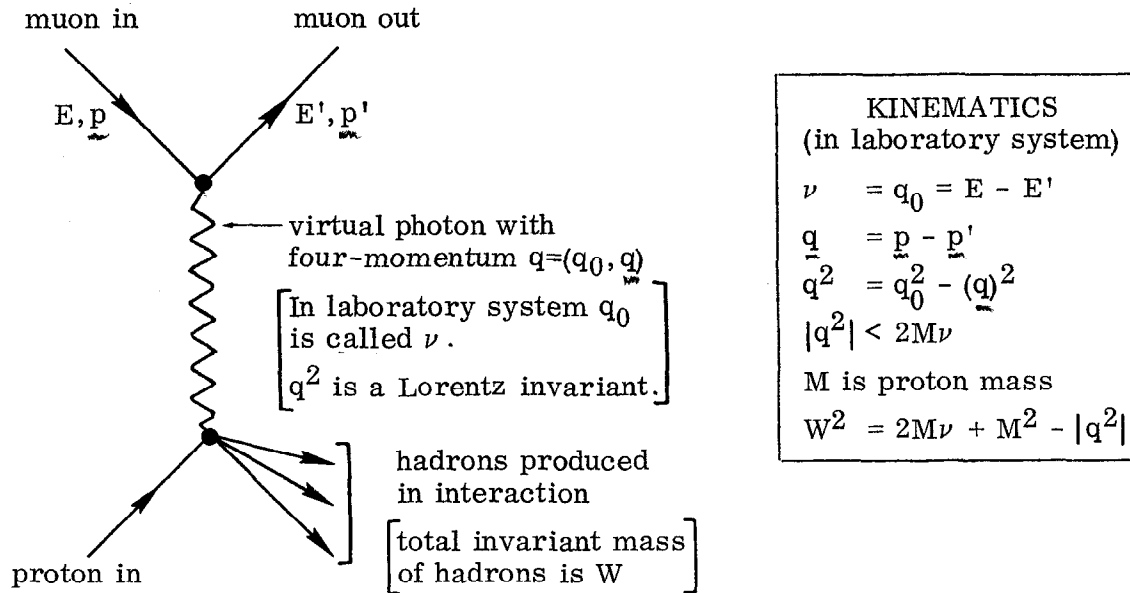 muon in
muon out
E, p
E', p'
virtual photon with
four-momentum q=(q₀, q)
In laboratory system q₀
is called ν.
q² is a Lorentz invariant.
hadrons produced
in interaction
total invariant mass
of hadrons is W
proton in
KINEMATICS
(in laboratory system)
ν = q₀ = E - E'
q = p - p'
q² = q₀² - (q)²
|q²| < 2Mν
M is proton mass
W² = 2Mν + M² - |q²|